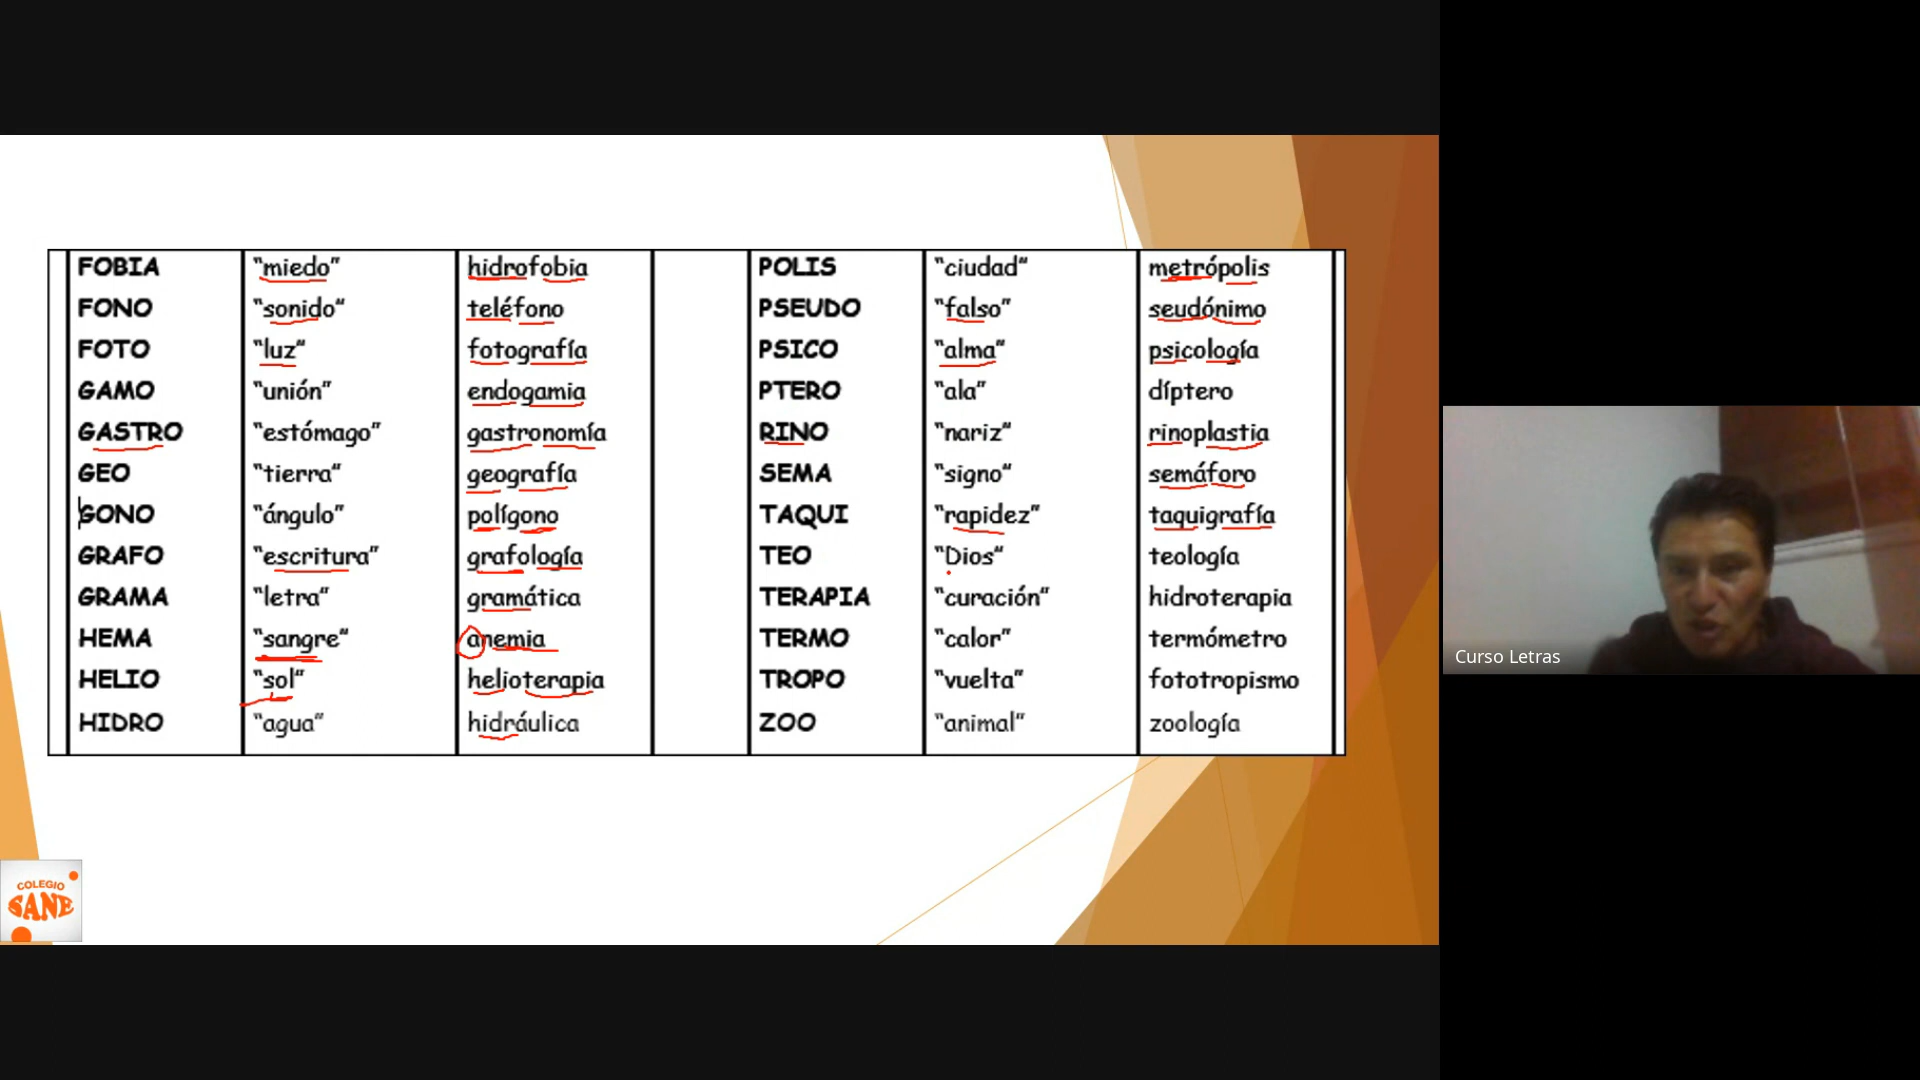 FOBIA “miedo” hidrofobia POLIS “ciudad” metrópolis
FONO “sonido” teléfono PSEUDO “falso” seudónimo
FOTO “luz” fotografía PSICO “alma” psicología
GAMO “unión” endogamia PTERO “ala” díptero
GASTRO “estómago” gastronomía RINO “nariz” rinoplastia
GEO “tierra” geografía SEMA “signo” semáforo
GONO “ángulo” polígono TAQUI “rapidez” taquigrafía
GRAFO “escritura” grafología TEO “Dios” teología
GRAMA “letra” gramática TERAPIA “curación” hidroterapia
HEMA “sangre” anemia TERMO “calor” termómetro
HELIO “sol” helioterapia TROPO “vuelta” fototropismo
HIDRO “agua” hidráulica ZOO “animal” zoología
Curso Letras
COLEGIO
SANE